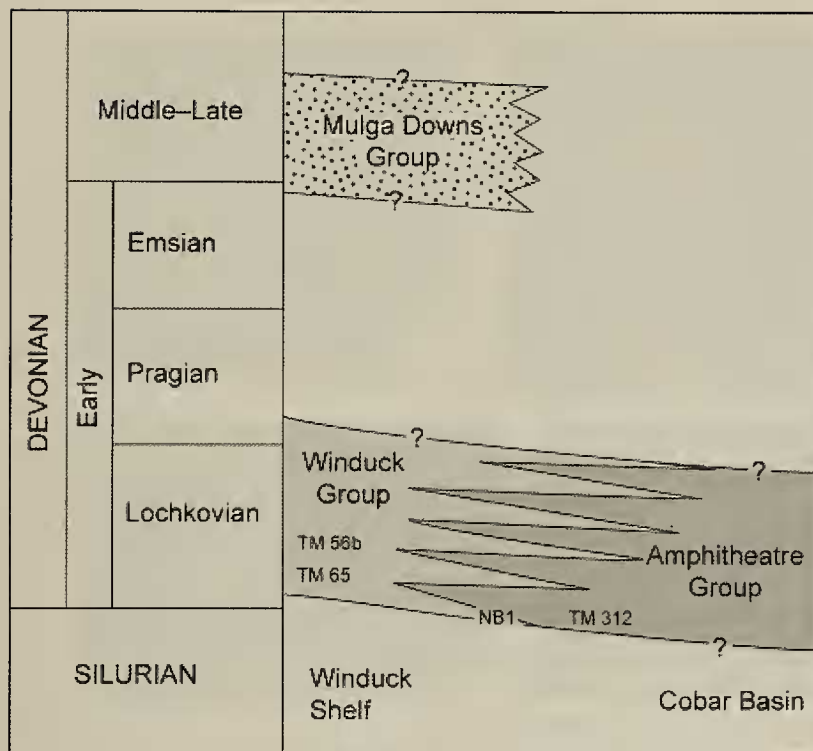 DEVONIAN
Early
Middle–Late
Emsian
Pragian
Lochkovian
SILURIAN
?
Mulga Downs
Group
?
?
?
Winduck
Group
TM 56b
TM 65
Amphitheatre
Group
NB1
TM 312
?
Winduck
Shelf
Cobar Basin